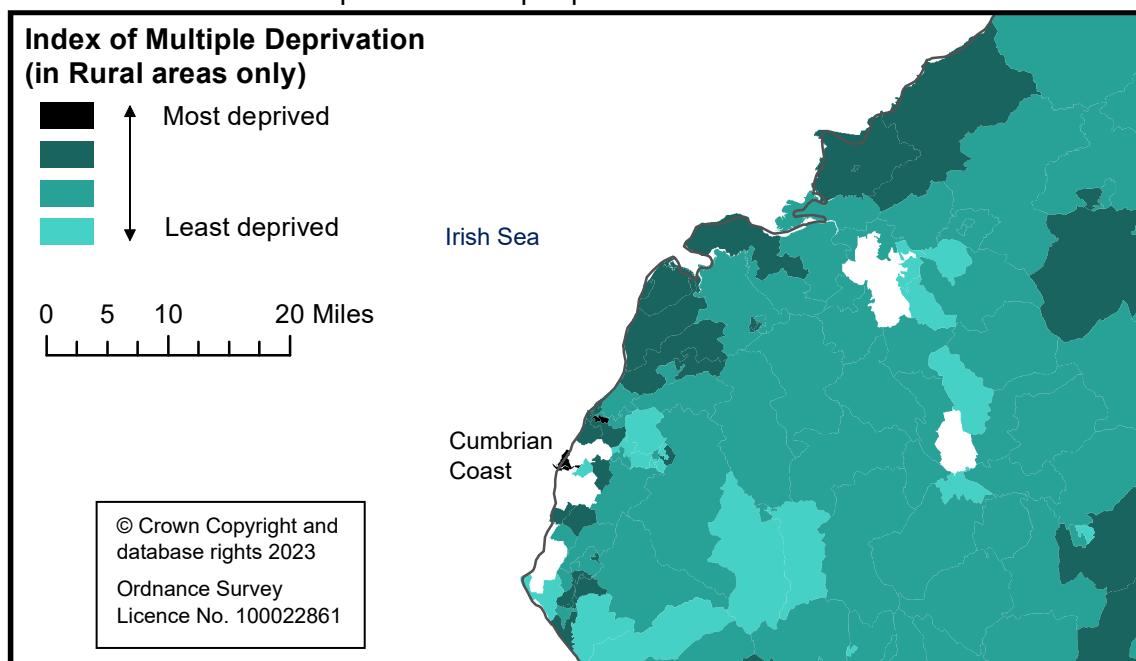 Index of Multiple Deprivation
(in Rural areas only)
Most deprived
Least deprived
0 5 10 20 Miles
Irish Sea
Cumbrian
Coast
© Crown Copyright and
database rights 2023
Ordnance Survey
Licence No. 100022861